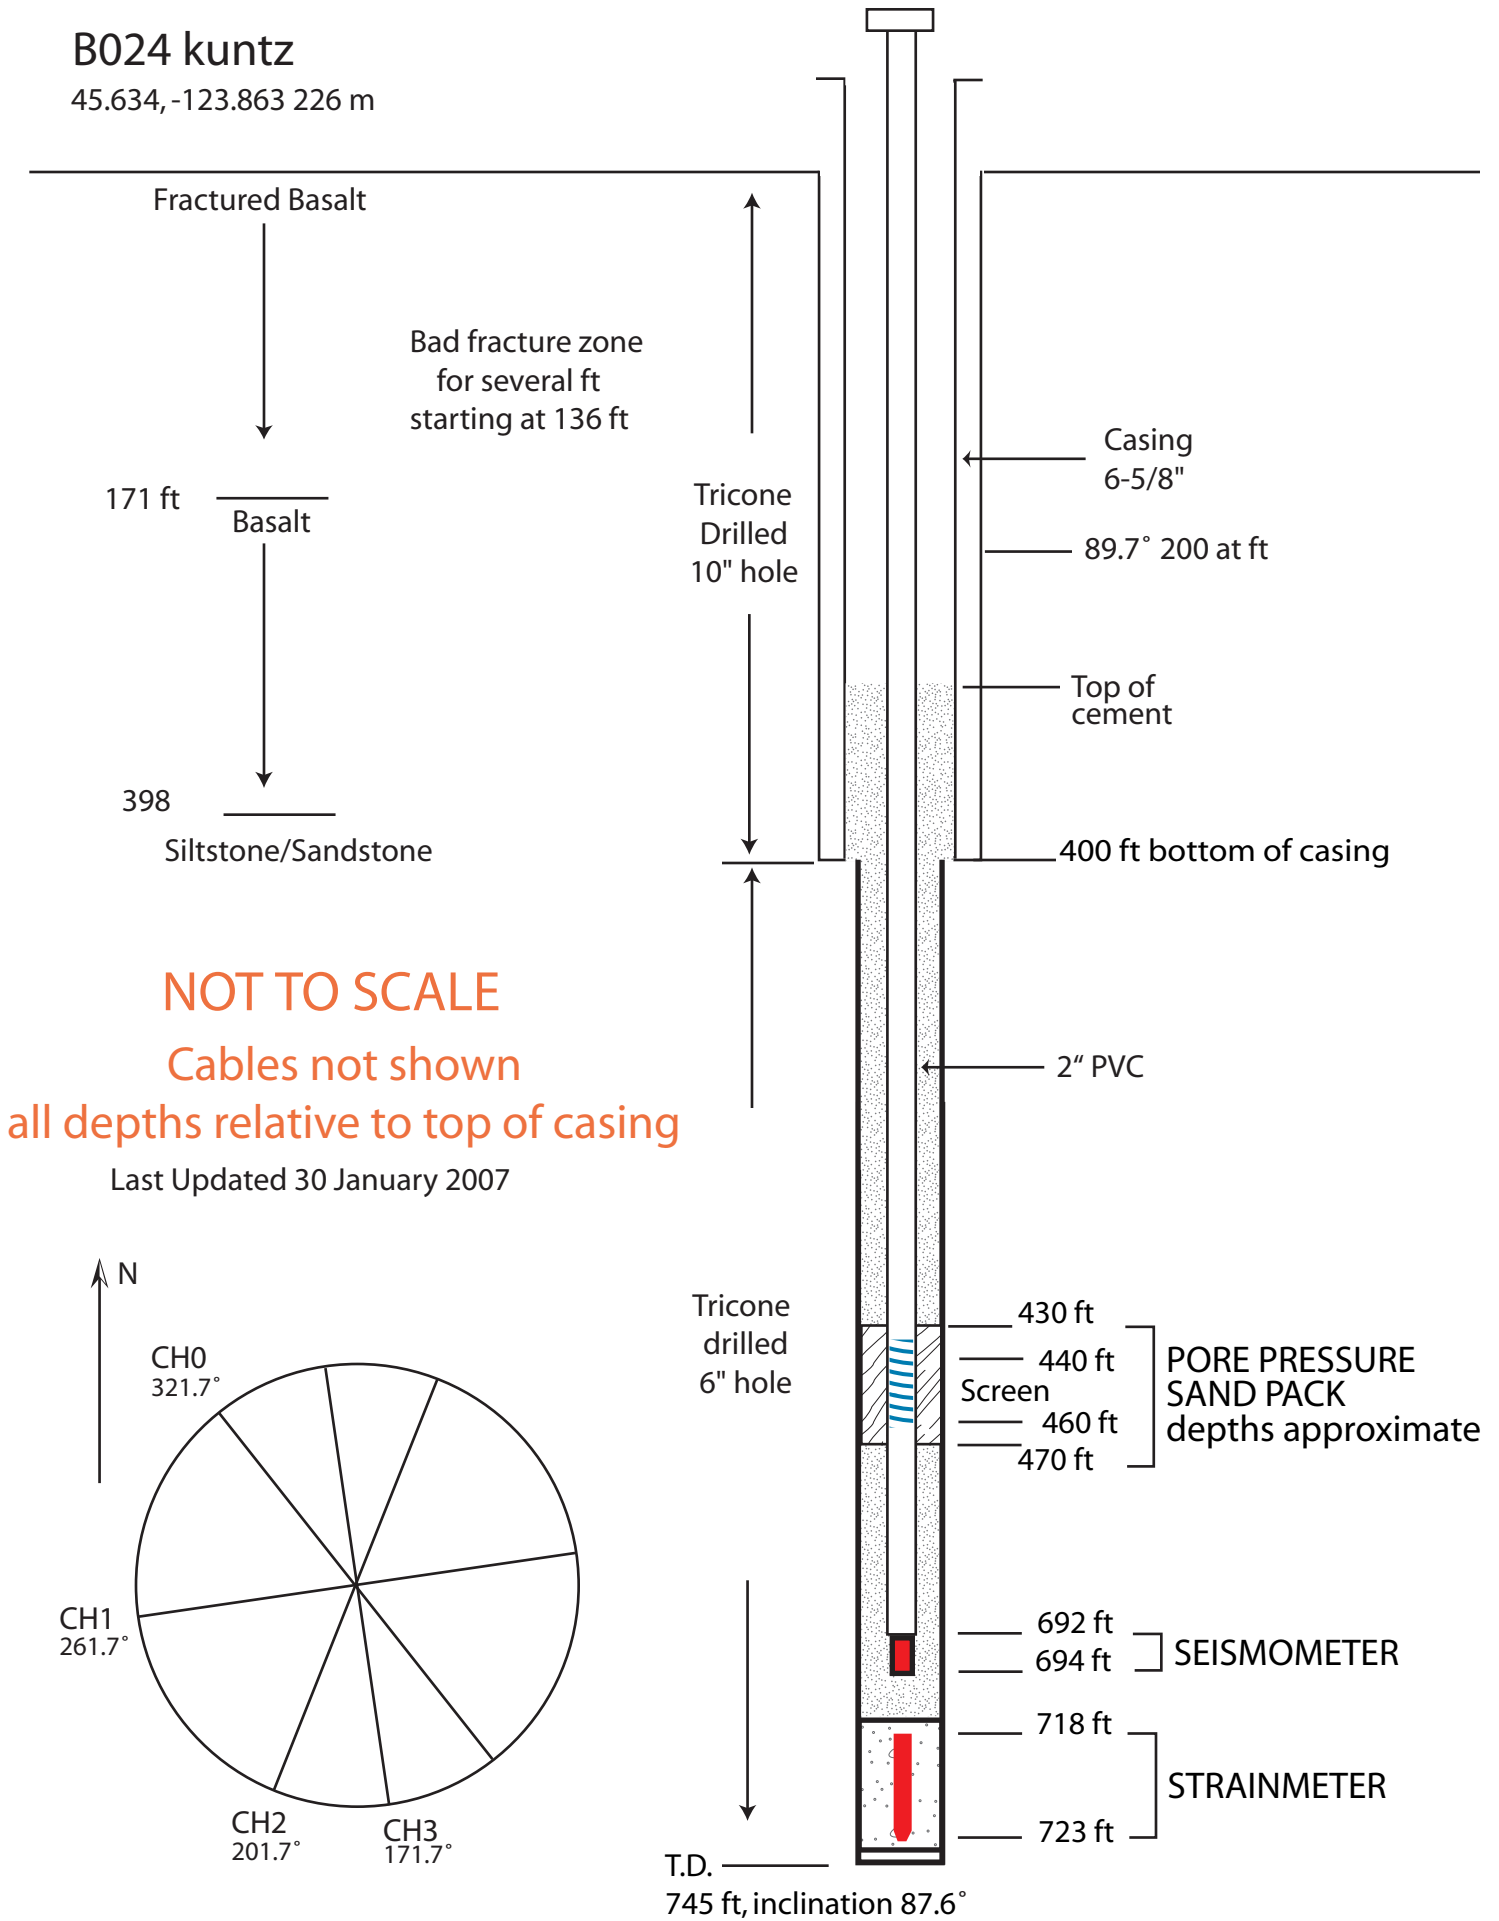 B024 kuntz
45.634, -123.863 226 m
Fractured Basalt
Bad fracture zone
for several ft
starting at 136 ft
171 ft
Basalt
398
Siltstone/Sandstone
Tricone
Drilled
10" hole
Casing
6-5/8"
89.7˚ 200 at ft
Top of
cement
400 ft bottom of casing
NOT TO SCALE
Cables not shown
all depths relative to top of casing
Last Updated 30 January 2007
2“ PVC
N
CH0
321.7˚
CH1
261.7˚
CH2
201.7˚
CH3
171.7˚
Tricone
drilled
6" hole
430 ft
440 ft
Screen
460 ft
470 ft
PORE PRESSURE
SAND PACK
depths approximate
692 ft
694 ft
SEISMOMETER
718 ft
STRAINMETER
723 ft
T.D.
745 ft, inclination 87.6˚